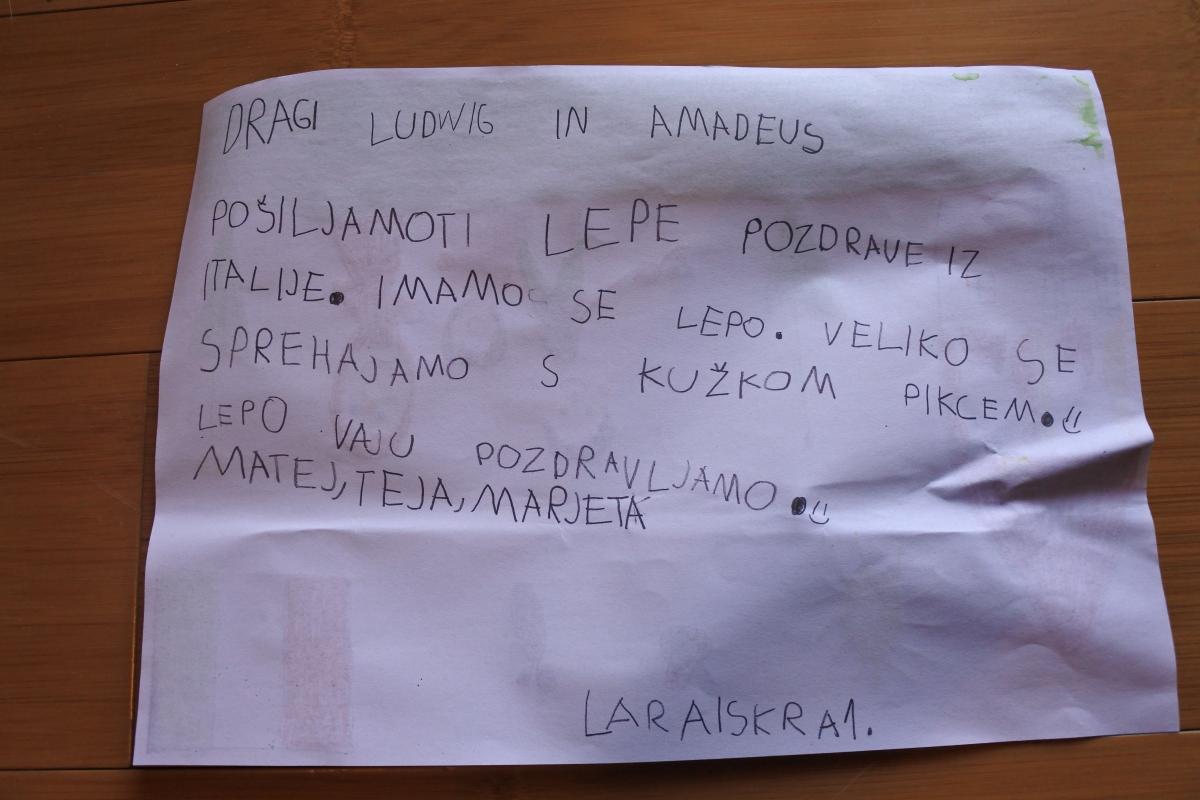 DRAGI LUDWIG IN AMADEUS
POŠILJAMOTI LEPE POZDRAVE IZ
ITALIJE. IMAMO SE LEPO. VELIKO SE
SPREHAJAMO S KUŽKOM PIKCEM.
LEPO VAJU POZDRAVLJAMO.
MATEJ, TEJA, MARJETA
LARAISKRA1.